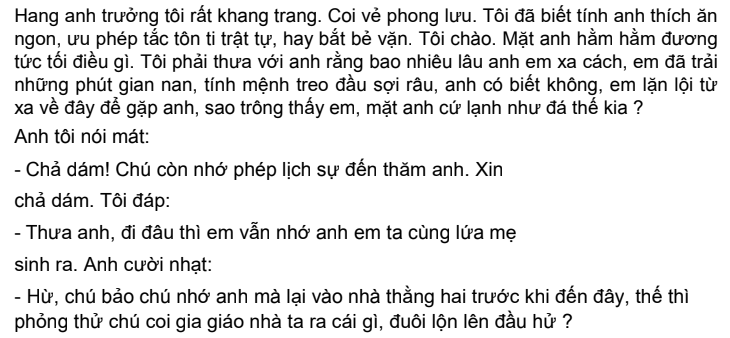 Hang anh trưởng tôi rất khang trang. Coi vẻ phong lưu. Tôi đã biết tính anh thích ăn
ngon, ưu phép tắc tôn ti trật tự, hay bắt bẻ vặn. Tôi chào. Mặt anh hằm hằm đương
tức tối điều gì. Tôi phải thưa với anh rằng bao nhiêu lâu anh em xa cách, em đã trải
những phút gian nan, tính mệnh treo đầu sợi râu, anh có biết không, em lặn lội từ
xa về đây để gặp anh, sao trông thấy em, mặt anh cứ lạnh như đá thế kia ?
Anh tôi nói mát:
- Chả dám! Chú còn nhớ phép lịch sự đến thăm anh. Xin
chả dám. Tôi đáp:
- Thưa anh, đi đâu thì em vẫn nhớ anh em ta cùng lứa mẹ
sinh ra. Anh cười nhạt:
- Hừ, chú bảo chú nhớ anh mà lại vào nhà thằng hai trước khi đến đây, thế thì
phỏng thử chú coi gia giáo nhà ta ra cái gì, đuôi lộn lên đầu hử ?